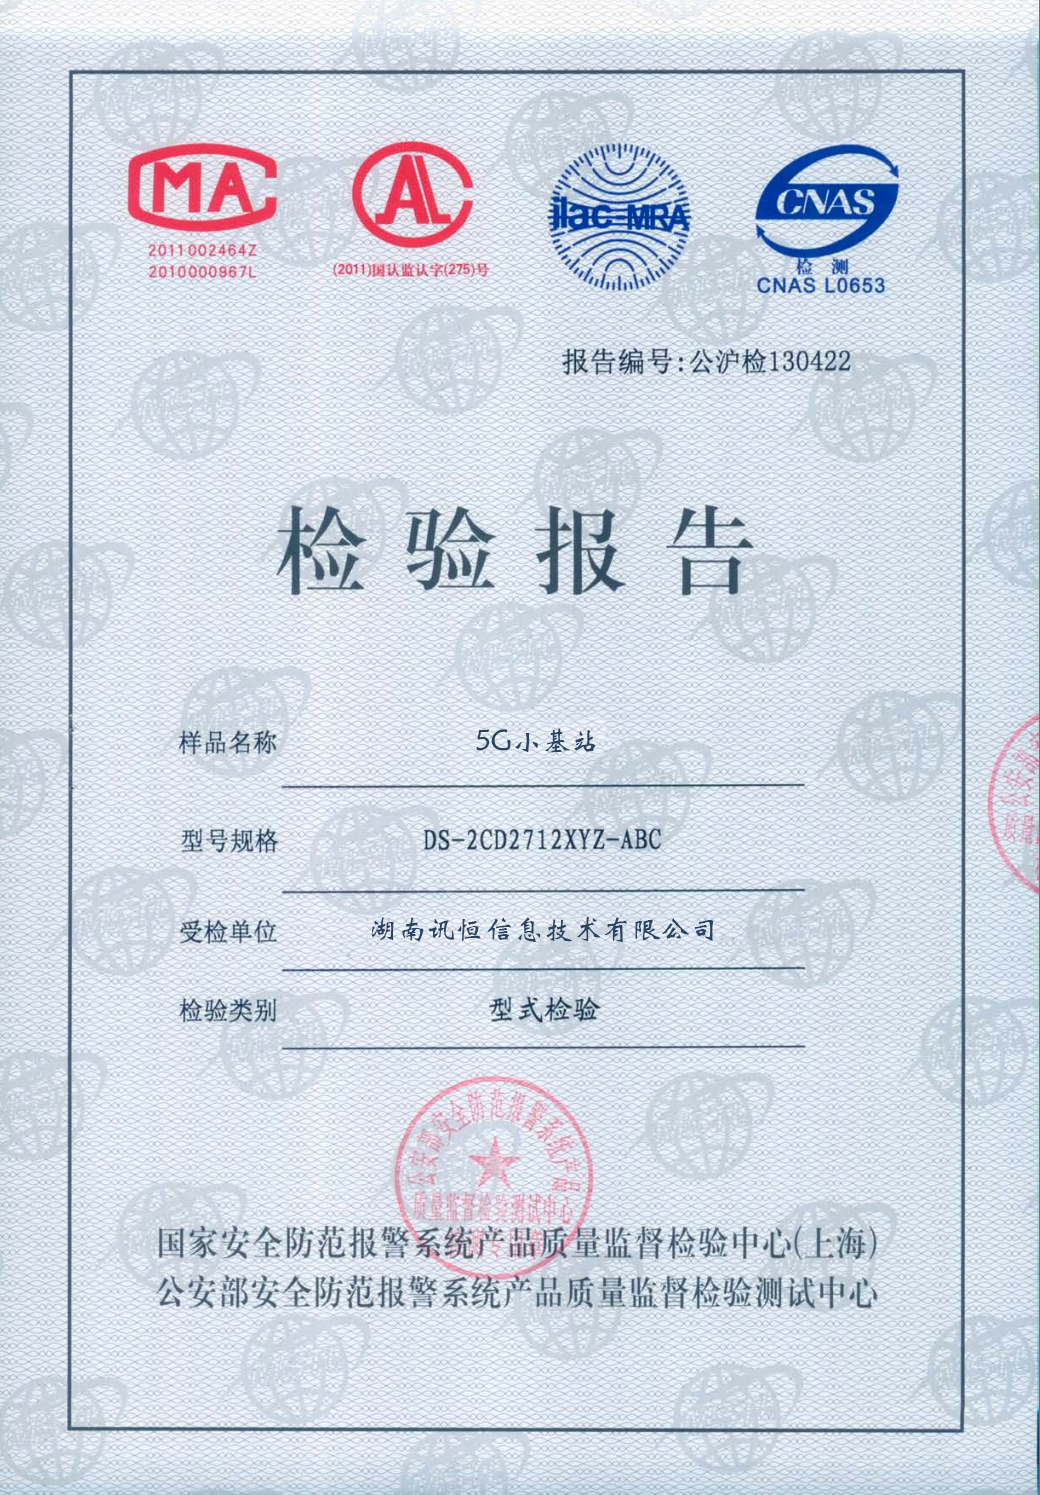 MA
2011002464Z
2010000967L
AL
(2011)国认监认字(275)号
ilac-MRA
CNAS
检 测
CNAS L0653
报告编号:公沪检130422
检验报告
样品名称 5G小基站
型号规格 DS-2CD2712XYZ-ABC
受检单位 湖南讯恒信息技术有限公司
检验类别 型式检验
公安部安全防范报警系统产品
质量监督检验测试中心
国家安全防范报警系统产品质量监督检验中心(上海)
公安部安全防范报警系统产品质量监督检验测试中心